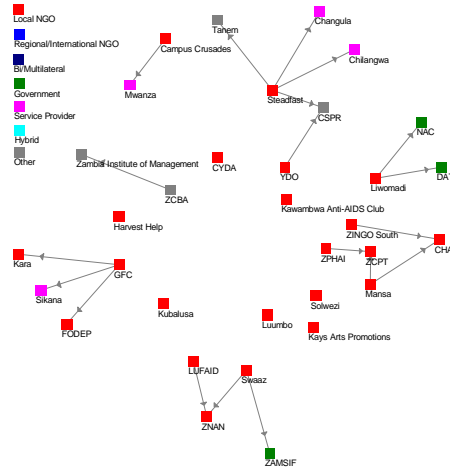 Local NGO
Regional/International NGO
Bi/Multilateral
Government
Service Provider
Hybrid
Other
Tahem
Changula
Campus Crusades
Chilangwa
Mwanza
Steadfast
CSPR
NAC
Zambia Institute of Management
CYDA
YDO
Liwomadi
DAT
ZCBA
Kawambwa Anti-AIDS Club
Harvest Help
ZINGO South
CHA
ZPHAI
ZCPT
Kara
GFC
Mansa
Sikana
Solwezi
Kubalusa
Luumbo
FODEP
Kays Arts Promotions
LUFAID
Swaaz
ZNAN
ZAMSIF